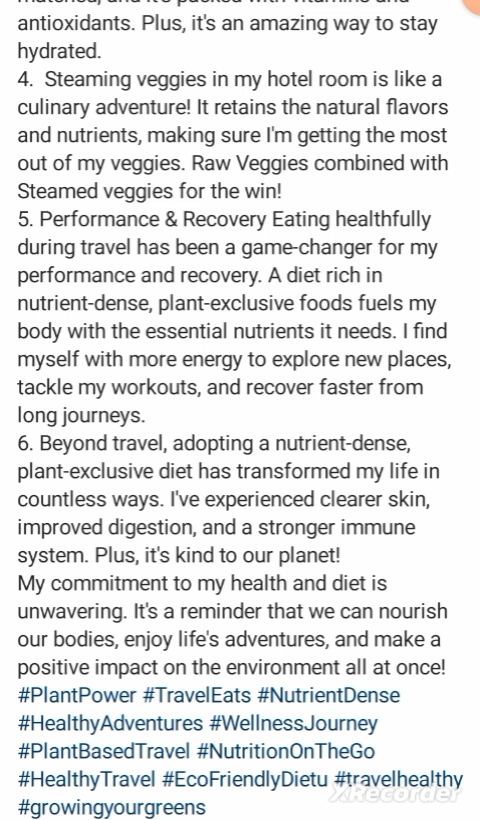 antioxidants. Plus, it's an amazing way to stay
hydrated.
4. Steaming veggies in my hotel room is like a
culinary adventure! It retains the natural flavors
and nutrients, making sure I'm getting the most
out of my veggies. Raw Veggies combined with
Steamed veggies for the win!
5. Performance & Recovery Eating healthfully
during travel has been a game-changer for my
performance and recovery. A diet rich in
nutrient-dense, plant-exclusive foods fuels my
body with the essential nutrients it needs. I find
myself with more energy to explore new places,
tackle my workouts, and recover faster from
long journeys.
6. Beyond travel, adopting a nutrient-dense,
plant-exclusive diet has transformed my life in
countless ways. I've experienced clearer skin,
improved digestion, and a stronger immune
system. Plus, it's kind to our planet!
My commitment to my health and diet is
unwavering. It's a reminder that we can nourish
our bodies, enjoy life's adventures, and make a
positive impact on the environment all at once!
#PlantPower #TravelEats #NutrientDense
#HealthyAdventures #WellnessJourney
#PlantBasedTravel #NutritionOnTheGo
#HealthyTravel #EcoFriendlyDietu #travelhealthy
XRecorder
#growingyourgreens